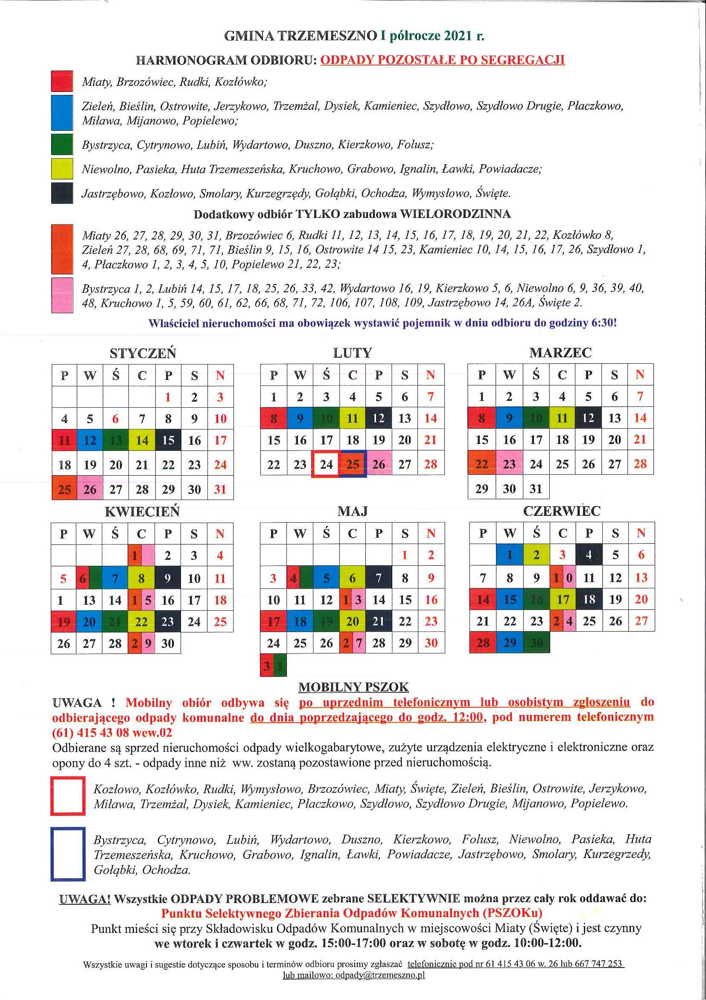 GMINA TRZEMESZNO I półrocze 2021 r.
HARMONOGRAM ODBIORU: ODPADY POZOSTAŁE PO SEGREGACJI
Miaty, Brzozówiec, Rudki, Kozłówko;
Zieleń, Bieślin, Ostrowite, Jerzykowo, Trzemżal, Dysiek, Kamieniec, Szydłowo, Szydłowo Drugie, Płaczkowo,
Miława, Mijanowo, Popielewo;
Bystrzyca, Cytrynowo, Lubiń, Wydartowo, Duszno, Kierzkowo, Folusz;
Niewolno, Pasieka, Huta Trzemeszeńska, Kruchowo, Grabowo, Ignalin, Ławki, Powiadacze;
Jastrzębowo, Kozłowo, Smolary, Kurzegrzędy, Gołąbki, Ochodza, Wymysłowo, Święte.
Dodatkowy odbiór TYLKO zabudowa WIELORODZINNA
Miaty 26, 27, 28, 29, 30, 31, Brzozówiec 6, Rudki 11, 12, 13, 14, 15, 16, 17, 18, 19, 20, 21, 22, Kozłówko 8,
Zieleń 27, 28, 68, 69, 71, 71, Bieślin 9, 15, 16, Ostrowite 14 15, 23, Kamieniec 10, 14, 15, 16, 17, 26, Szydłowo 1,
4, Płaczkowo 1, 2, 3, 4, 5, 10, Popielewo 21, 22, 23;
Bystrzyca 1, 2, Lubiń 14, 15, 17, 18, 25, 26, 33, 42, Wydartowo 16, 19, Kierzkowo 5, 6, Niewolno 6, 9, 36, 39, 40,
48, Kruchowo 1, 5, 59, 60, 61, 62, 66, 68, 71, 72, 106, 107, 108, 109, Jastrzębowo 14, 26A, Święte 2.
Właściciel nieruchomości ma obowiązek wystawić pojemnik w dniu odbioru do godziny 6:30!
STYCZEŃ
P W Ś C P S N
1 2 3
4 5 6 7 8 9 10
11 12 13 14 15 16 17
18 19 20 21 22 23 24
25 26 27 28 29 30 31
LUTY
P W Ś C P S N
1 2 3 4 5 6 7
8 9 10 11 12 13 14
15 16 17 18 19 20 21
22 23 24 25 26 27 28
MARZEC
P W Ś C P S N
1 2 3 4 5 6 7
8 9 10 11 12 13 14
15 16 17 18 19 20 21
22 23 24 25 26 27 28
29 30 31
KWIECIEŃ
P W Ś C P S N
1 2 3 4
5 6 7 8 9 10 11
1 13 14 15 16 17 18
19 20 21 22 23 24 25
26 27 28 29 30
MAJ
P W Ś C P S N
1 2
3 4 5 6 7 8 9
10 11 12 13 14 15 16
17 18 19 20 21 22 23
24 25 26 27 28 29 30
31
CZERWIEC
P W Ś C P S N
1 2 3 4 5 6
7 8 9 10 11 12 13
14 15 16 17 18 19 20
21 22 23 24 25 26 27
28 29 30
MOBILNY PSZOK
UWAGA ! Mobilny obiór odbywa się po uprzednim telefonicznym lub osobistym zgłoszeniu do
odbierającego odpady komunalne do dnia poprzedzającego do godz. 12:00, pod numerem telefonicznym
(61) 415 43 08 wew.02
Odbierane są sprzed nieruchomości odpady wielkogabarytowe, zużyte urządzenia elektryczne i elektroniczne oraz
opony do 4 szt. - odpady inne niż ww. zostaną pozostawione przed nieruchomością.
Kozłowo, Kozłówko, Rudki, Wymysłowo, Brzozówiec, Miaty, Święte, Zieleń, Bieślin, Ostrowite, Jerzykowo,
Miława, Trzemżal, Dysiek, Kamieniec, Płaczkowo, Szydłowo, Szydłowo Drugie, Mijanowo, Popielewo.
Bystrzyca, Cytrynowo, Lubiń, Wydartowo, Duszno, Kierzkowo, Folusz, Niewolno, Pasieka, Huta
Trzemeszeńska, Kruchowo, Grabowo, Ignalin, Ławki, Powiadacze, Jastrzębowo, Smolary, Kurzegrzedy,
Gołąbki, Ochodza.
UWAGA! Wszystkie ODPADY PROBLEMOWE zebrane SELEKTYWNIE można przez cały rok oddawać do:
Punktu Selektywnego Zbierania Odpadów Komunalnych (PSZOKu)
Punkt mieści się przy Składowisku Odpadów Komunalnych w miejscowości Miaty (Święte) i jest czynny
we wtorek i czwartek w godz. 15:00-17:00 oraz w sobotę w godz. 10:00-12:00.
Wszystkie uwagi i sugestie dotyczące sposobu i terminów odbioru prosimy zgłaszać telefonicznie pod nr 61 415 43 06 w. 26 lub 667 747 253
lub mailowo: odpady@trzemeszno.pl